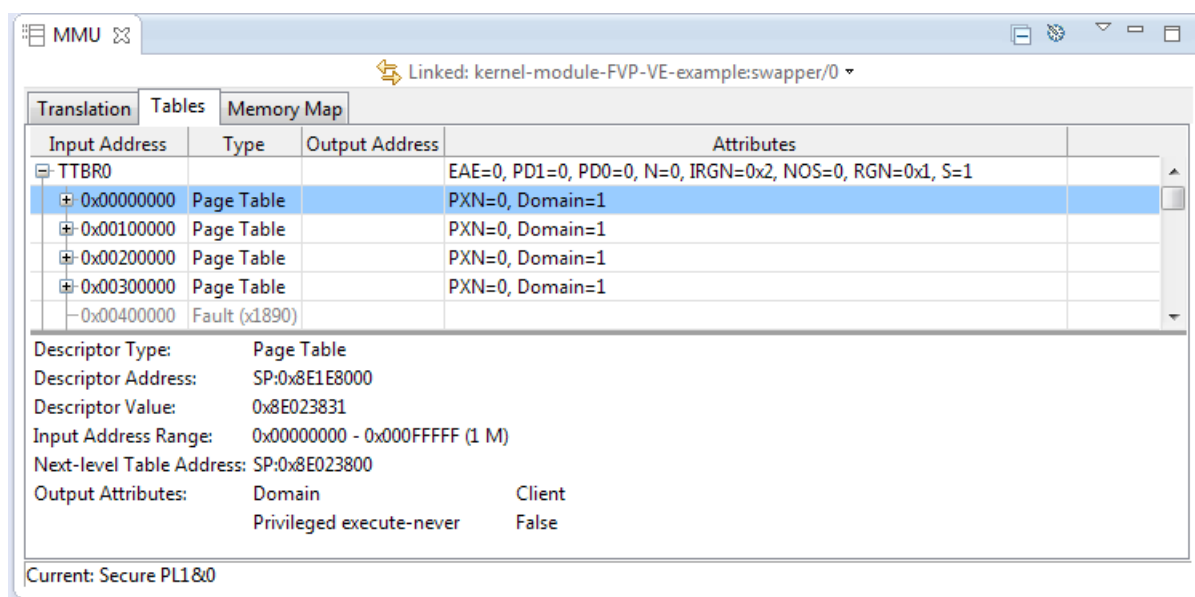 MMU
Linked: kernel-module-FVP-VE-example:swapper/0
Translation Tables Memory Map
Input Address Type Output Address Attributes
TTBR0 EAE=0, PD1=0, PD0=0, N=0, IRGN=0x2, NOS=0, RGN=0x1, S=1
0x00000000 Page Table PXN=0, Domain=1
0x00100000 Page Table PXN=0, Domain=1
0x00200000 Page Table PXN=0, Domain=1
0x00300000 Page Table PXN=0, Domain=1
0x00400000 Fault (x1890)
Descriptor Type: Page Table
Descriptor Address: SP:0x8E1E8000
Descriptor Value: 0x8E023831
Input Address Range: 0x00000000 - 0x000FFFFF (1 M)
Next-level Table Address: SP:0x8E023800
Output Attributes: Domain Client
Privileged execute-never False
Current: Secure PL1&0